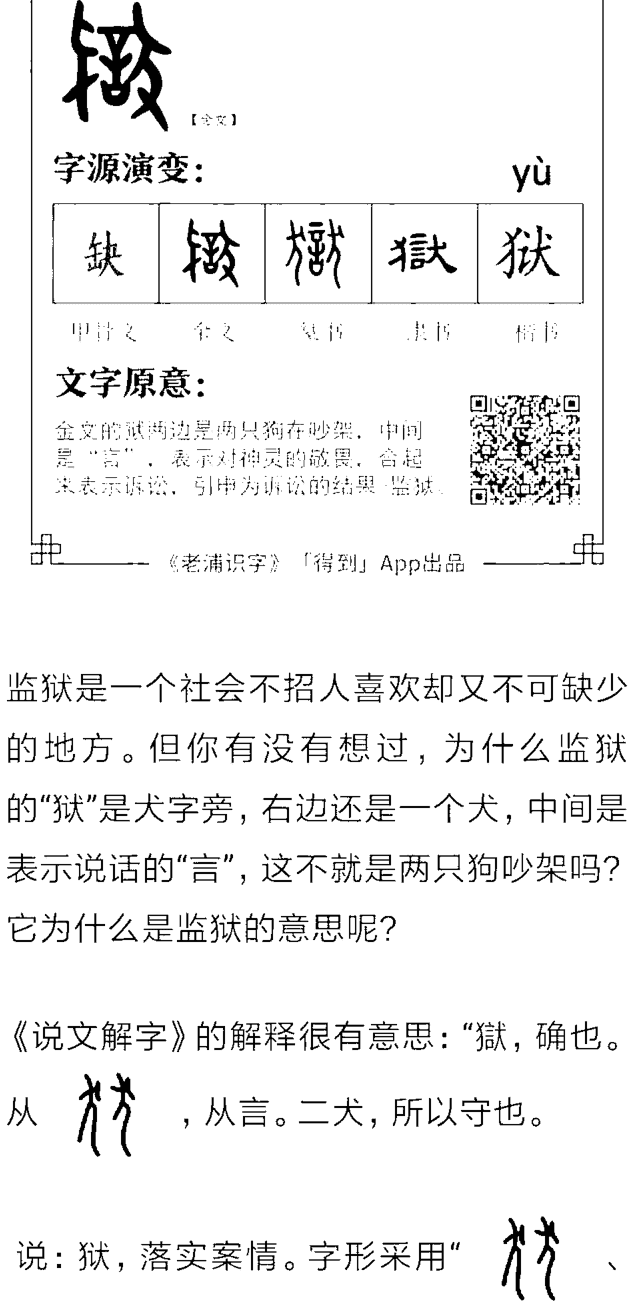 【金文】
字源演变：
yù
缺 獄 獄 獄 狱
甲骨文 金文 篆书 隶书 楷书
文字原意：
金文的狱两边是两只狗在吵架，中间
是“言”，表示对神灵的敬畏，合起
来表示诉讼，引申为诉讼的结果-监狱。
《老浦识字》「得到」App出品
监狱是一个社会不招人喜欢却又不可缺少
的地方。但你有没有想过，为什么监狱
的“狱”是犬字旁，右边还是一个犬，中间是
表示说话的“言”，这不就是两只狗吵架吗？
它为什么是监狱的意思呢？
《说文解字》的解释很有意思：“獄，确也。
从 㹜 ，从言。二犬，所以守也。
说：狱，落实案情。字形采用“ 㹜 、